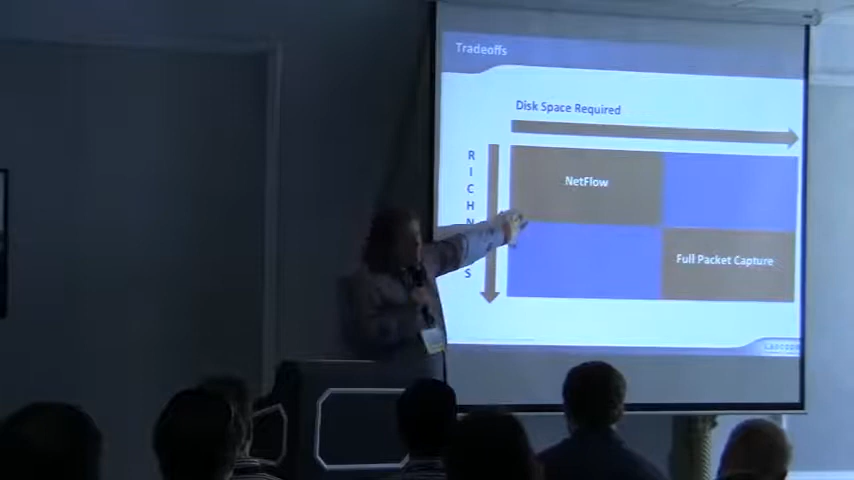 Tradeoffs
Disk Space Required
R
I
C
H
N
S
NetFlow
Full Packet Capture